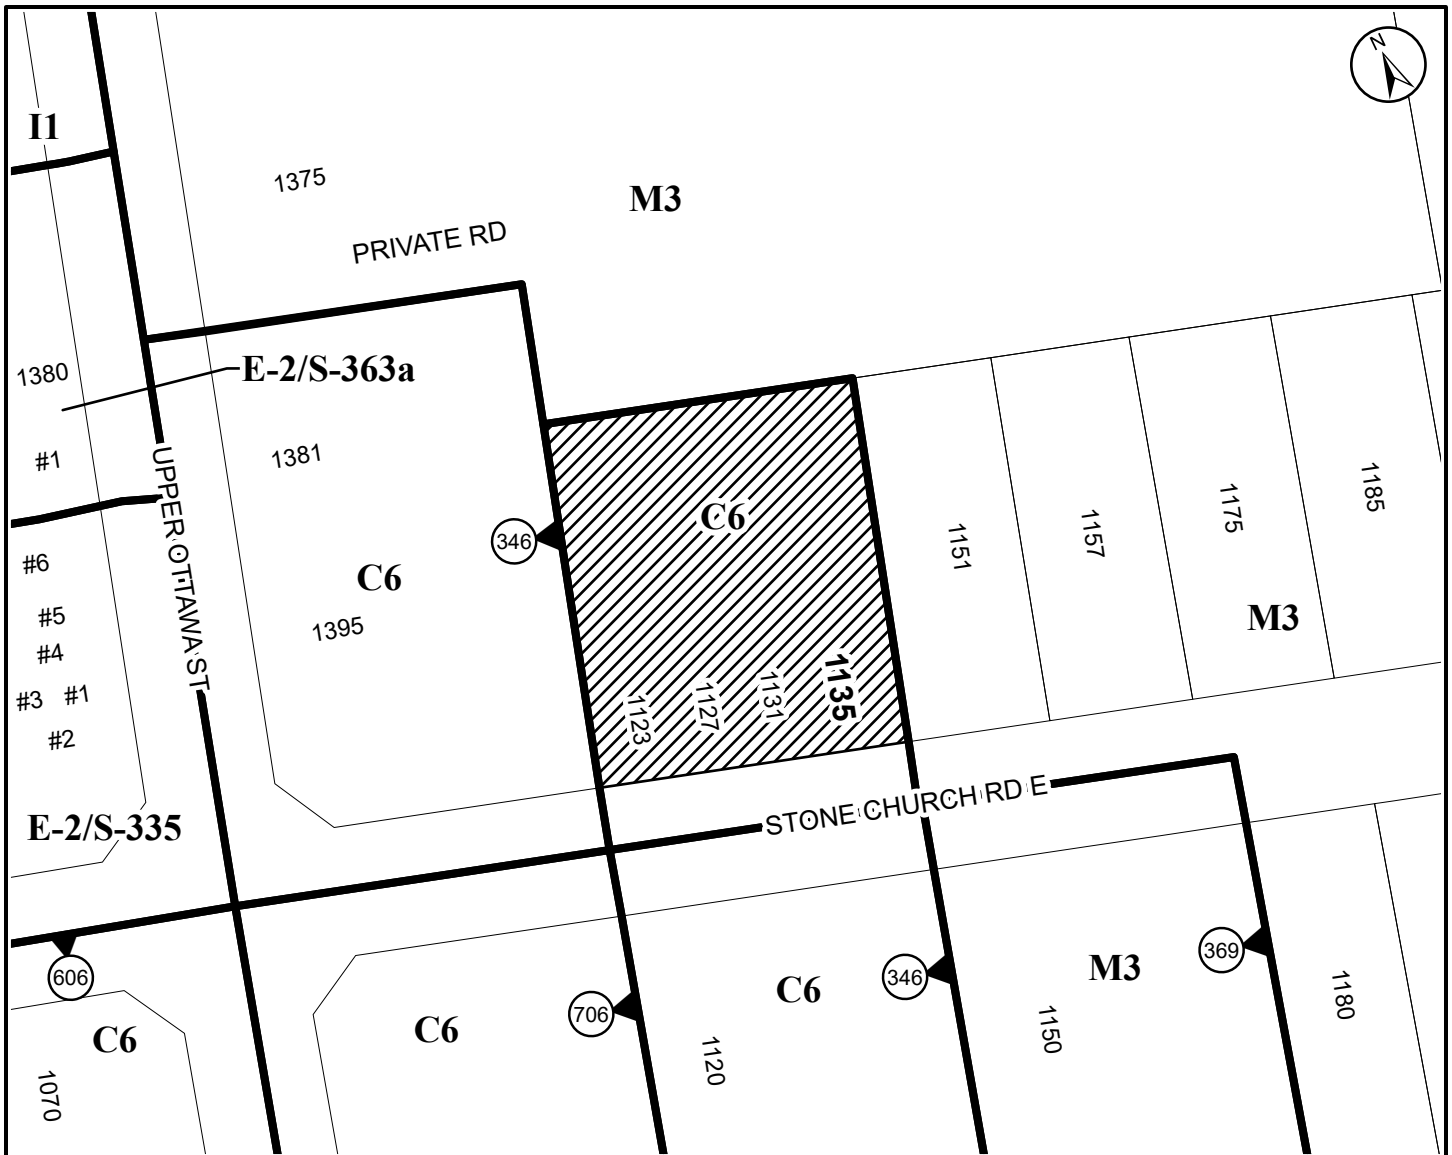 N
I1
1375
M3
PRIVATE RD
1380
E-2/S-363a
#1
1381
346
C6
C6
1395
UPPER OTTAWA ST
#6
#5
#4
#3
#1
#2
E-2/S-335
1123
1127
1131
1135
1151
1157
1175
1185
M3
STONE CHURCH RD E
606
C6
1070
C6
706
C6
1120
346
M3
1150
369
1180